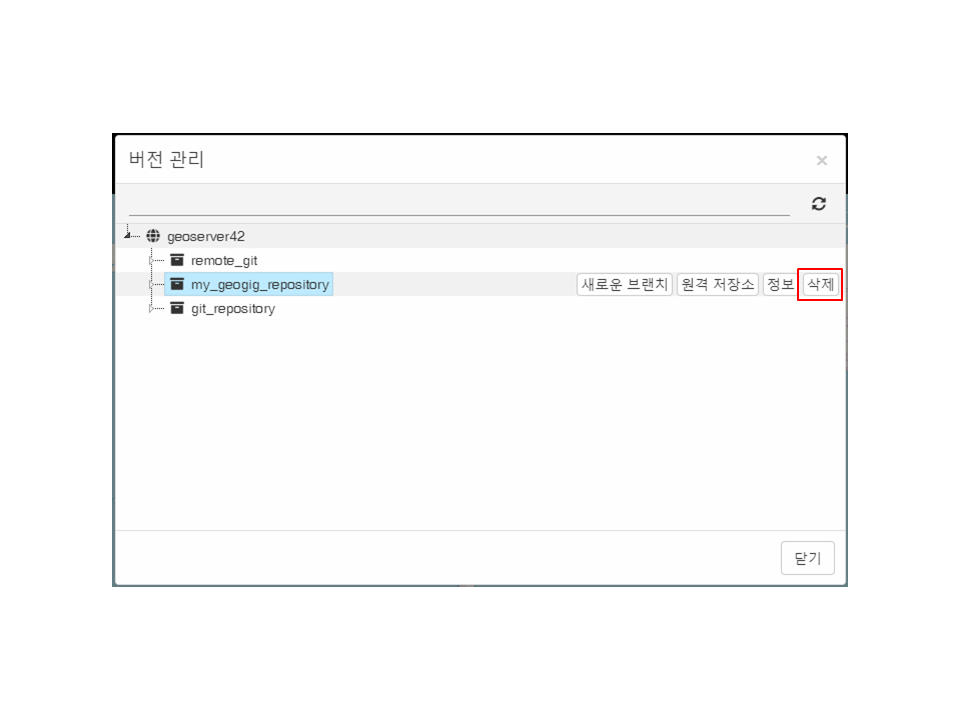 버전 관리 ×
geoserver42
remote_git
my_geogig_repository 새로운 브랜치 원격 저장소 정보 삭제
git_repository
닫기